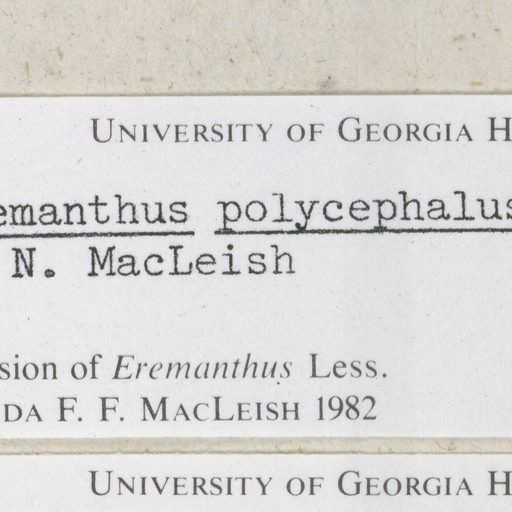 UNIVERSITY OF GEORGIA H
emanthus polycephalus
N. MacLeish
sion of Eremanthus Less.
DA F. F. MACLEISH 1982
UNIVERSITY OF GEORGIA H